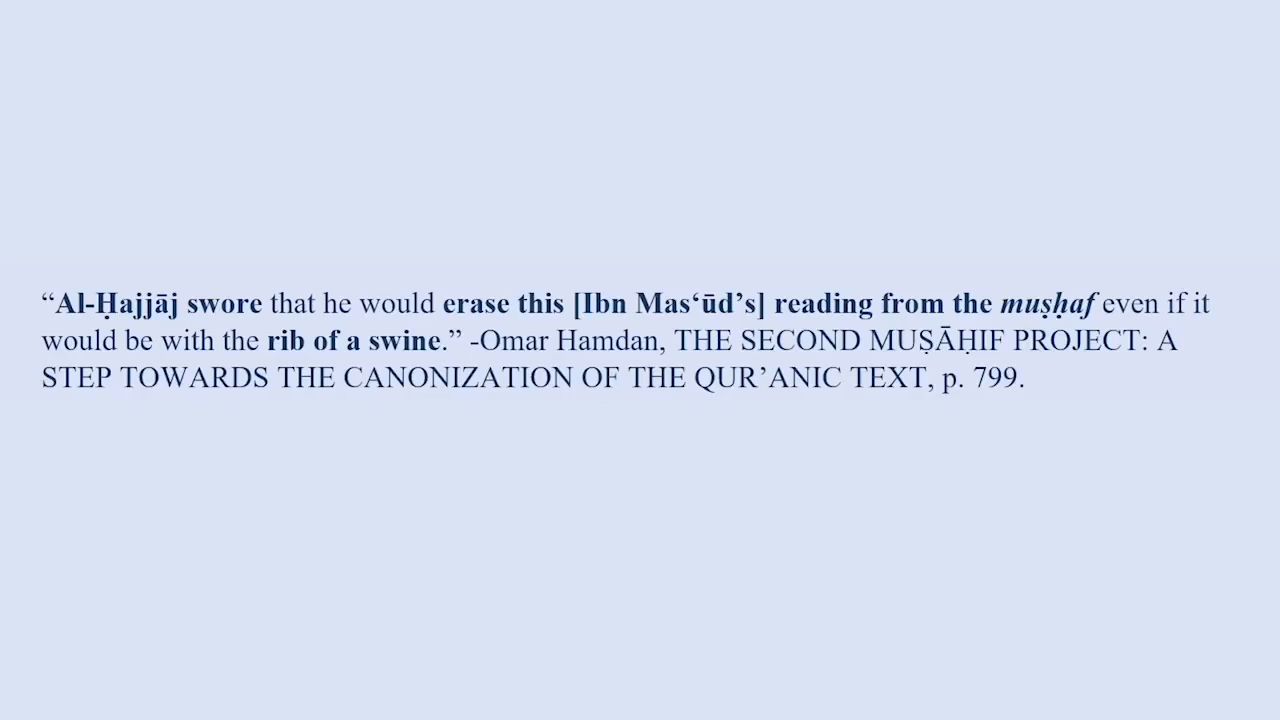 “Al-Ḥajjāj swore that he would erase this [Ibn Mas‘ūd’s] reading from the muṣḥaf even if it
would be with the rib of a swine.” -Omar Hamdan, THE SECOND MUṢĀḤIF PROJECT: A
STEP TOWARDS THE CANONIZATION OF THE QUR’ANIC TEXT, p. 799.